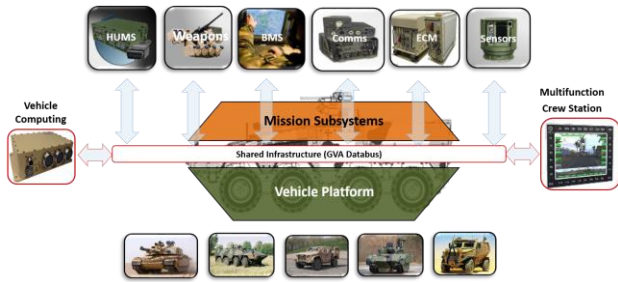 HUMS
Weapons
BMS
Comms
ECM
Sensors
Vehicle
Computing
Mission Subsystems
Multifunction
Crew Station
Shared Infrastructure (GVA Databus)
Vehicle Platform